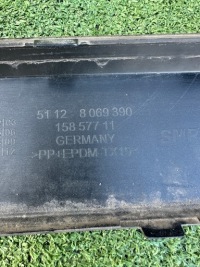 51 12 8 069 390
158 577 11
GERMANY
>PP+EPDM-TX15<